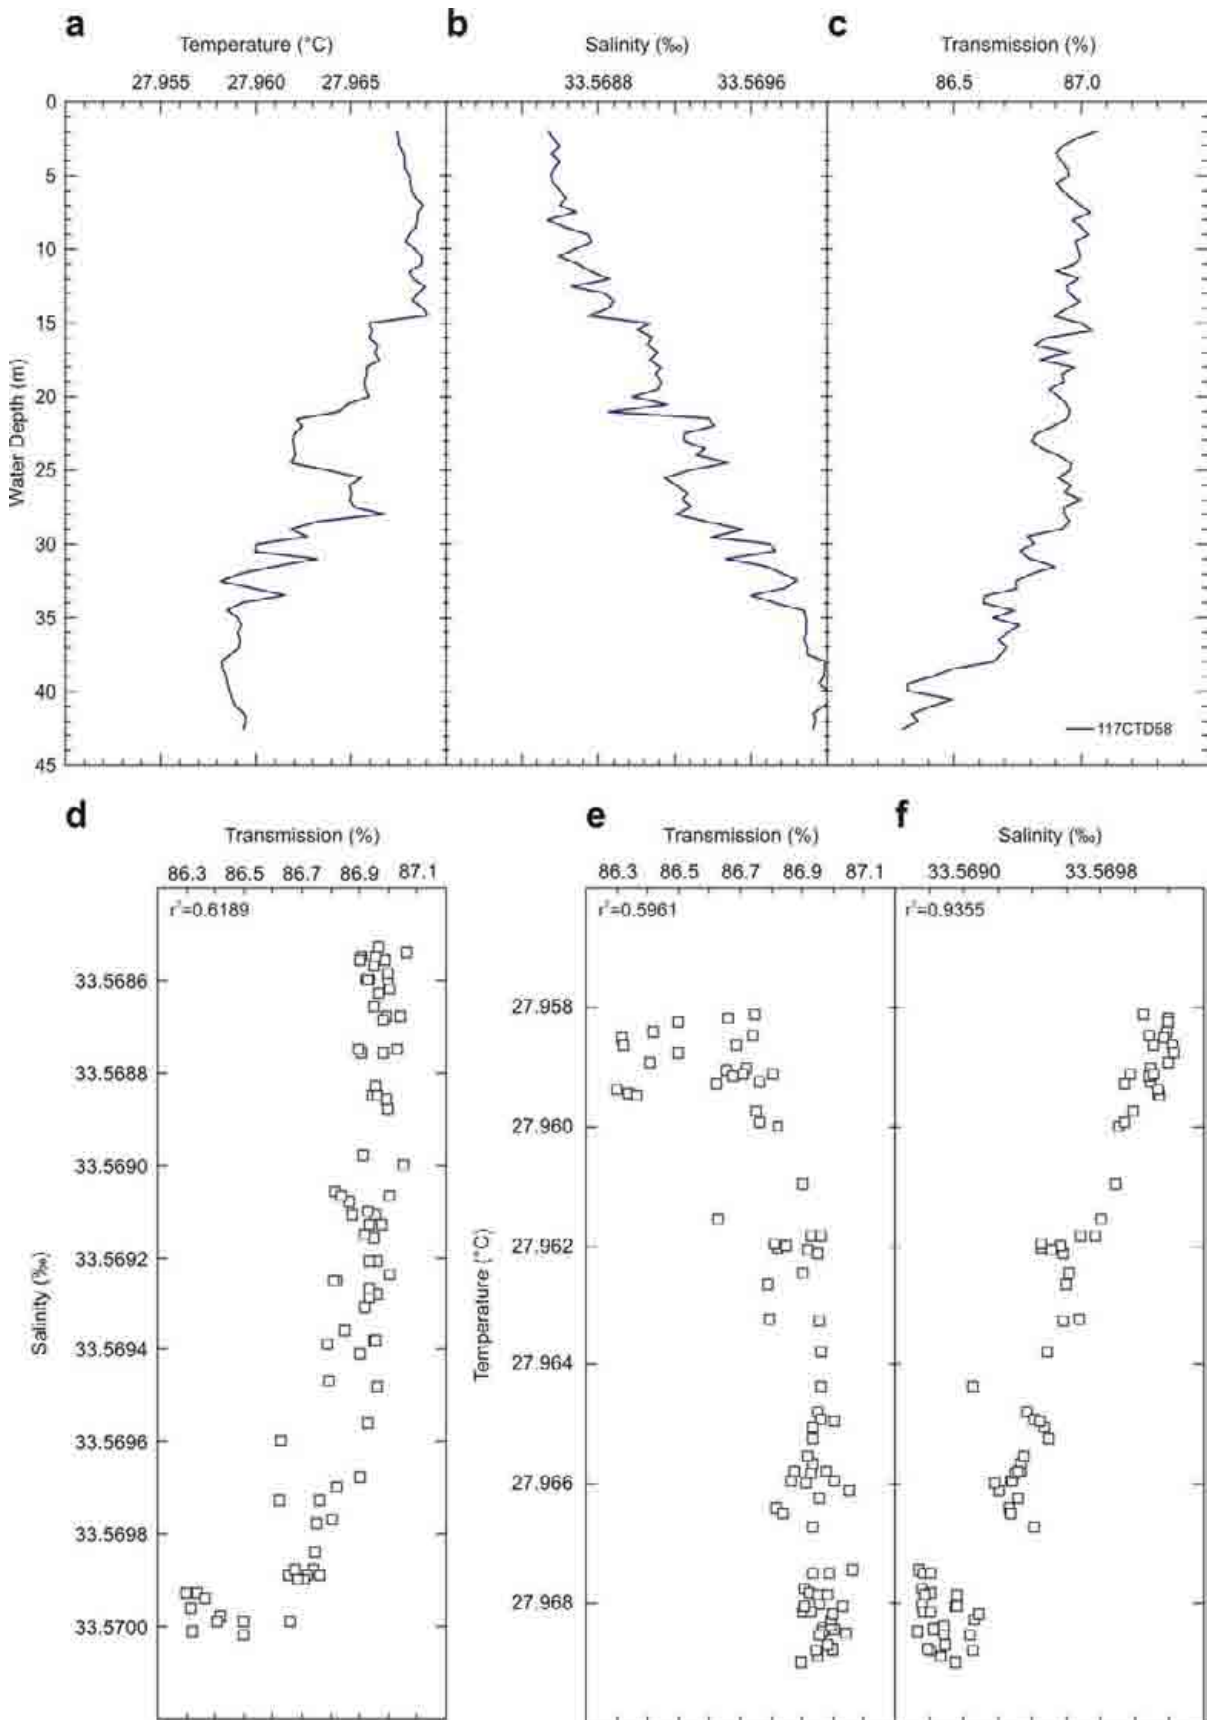 a
b
c
Temperature (°C)
Salinity (‰)
Transmission (%)
27.955 27.960 27.965
33.5688 33.5696
86.5 87.0
0
5
10
15
20
25
30
35
40
45
Water Depth (m)
117CTD58
d
e
f
Transmission (%)
Transmission (%)
Salinity (‰)
86.3 86.5 86.7 86.9 87.1
86.3 86.5 86.7 86.9 87.1
33.5690 33.5698
r²=0.6189
r²=0.5961
r²=0.9355
33.5686
33.5688
33.5690
33.5692
33.5694
33.5696
33.5698
33.5700
Salinity (‰)
27.958
27.960
27.962
27.964
27.966
27.968
Temperature (°C)